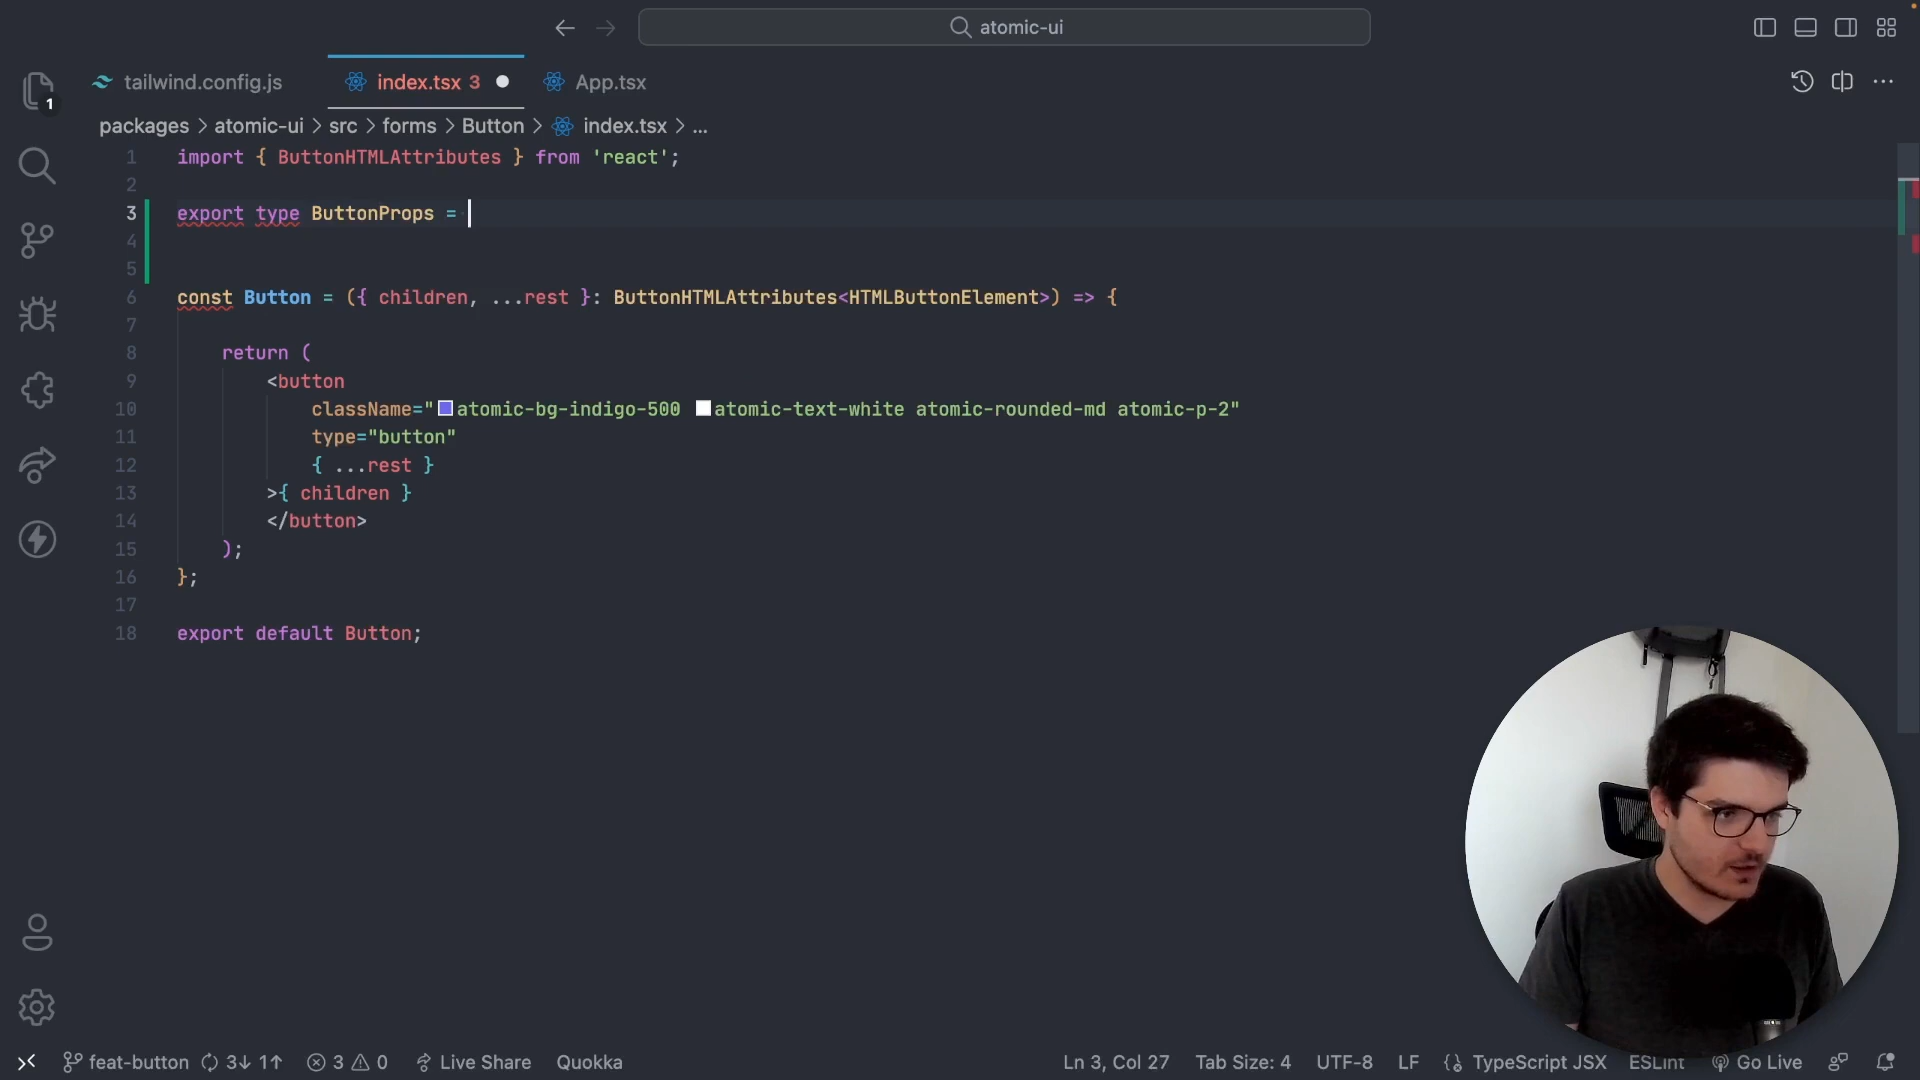 atomic-ui
tailwind.config.js index.tsx 3 App.tsx
1
packages > atomic-ui > src > forms > Button > index.tsx > ...
1 import { ButtonHTMLAttributes } from 'react';
2
3 export type ButtonProps =
4
5
6 const Button = ({ children, ...rest }: ButtonHTMLAttributes<HTMLButtonElement>) => {
7
8 return (
9 <button
10 className="atomic-bg-indigo-500 atomic-text-white atomic-rounded-md atomic-p-2"
11 type="button"
12 { ...rest }
13 >{ children }
14 </button>
15 );
16 };
17
18 export default Button;
feat-button 3↓ 1↑ 3 0 Live Share Quokka Ln 3, Col 27 Tab Size: 4 UTF-8 LF {} TypeScript JSX ESLint Go Live